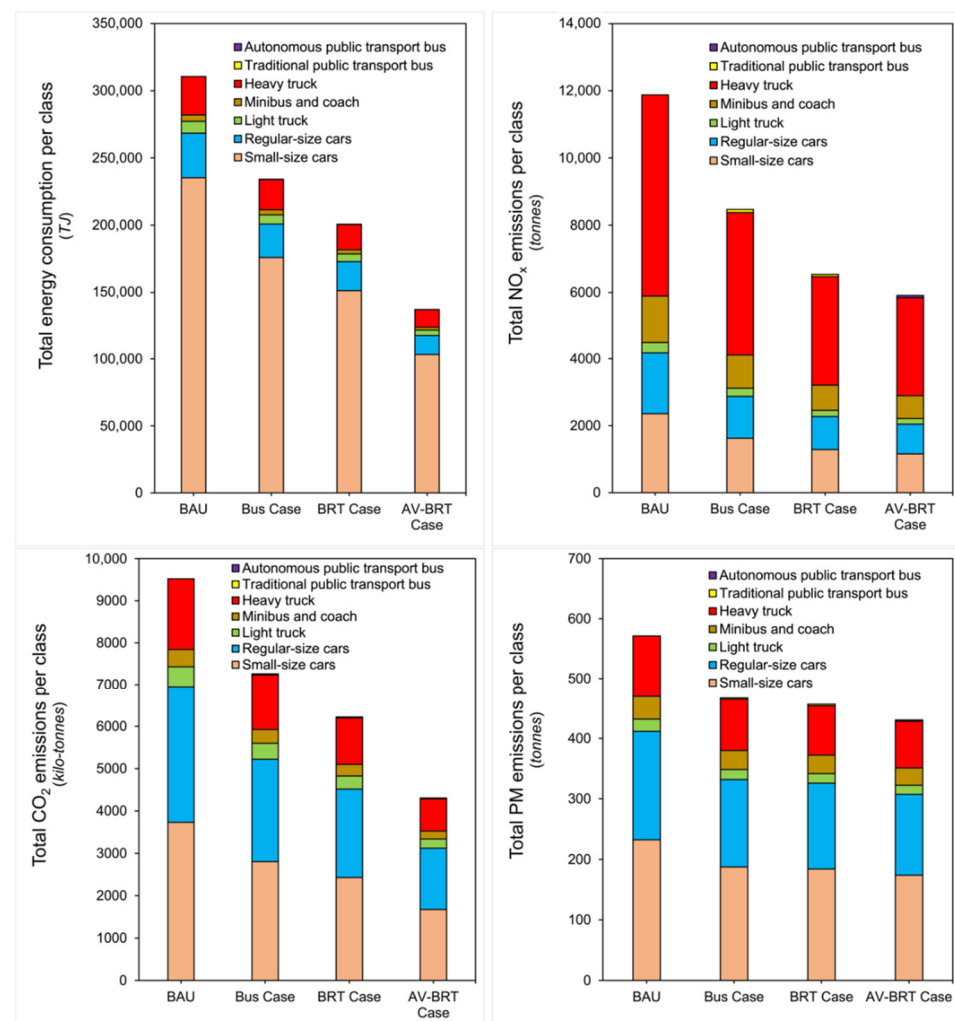 Total energy consumption per class
(TJ)
350,000
300,000
250,000
200,000
150,000
100,000
50,000
0
Autonomous public transport bus
Traditional public transport bus
Heavy truck
Minibus and coach
Light truck
Regular-size cars
Small-size cars
BAU
Bus Case
BRT Case
AV-BRT
Case
Total NOx emissions per class
(tonnes)
14,000
12,000
10,000
8000
6000
4000
2000
0
Autonomous public transport bus
Traditional public transport bus
Heavy truck
Minibus and coach
Light truck
Regular-size cars
Small-size cars
BAU
Bus Case
BRT Case
AV-BRT
Case
Total CO2 emissions per class
(kilo-tonnes)
10,000
9000
8000
7000
6000
5000
4000
3000
2000
1000
0
Autonomous public transport bus
Traditional public transport bus
Heavy truck
Minibus and coach
Light truck
Regular-size cars
Small-size cars
BAU
Bus Case
BRT Case
AV-BRT
Case
Total PM emissions per class
(tonnes)
700
600
500
400
300
200
100
0
Autonomous public transport bus
Traditional public transport bus
Heavy truck
Minibus and coach
Light truck
Regular-size cars
Small-size cars
BAU
Bus Case
BRT Case
AV-BRT Case